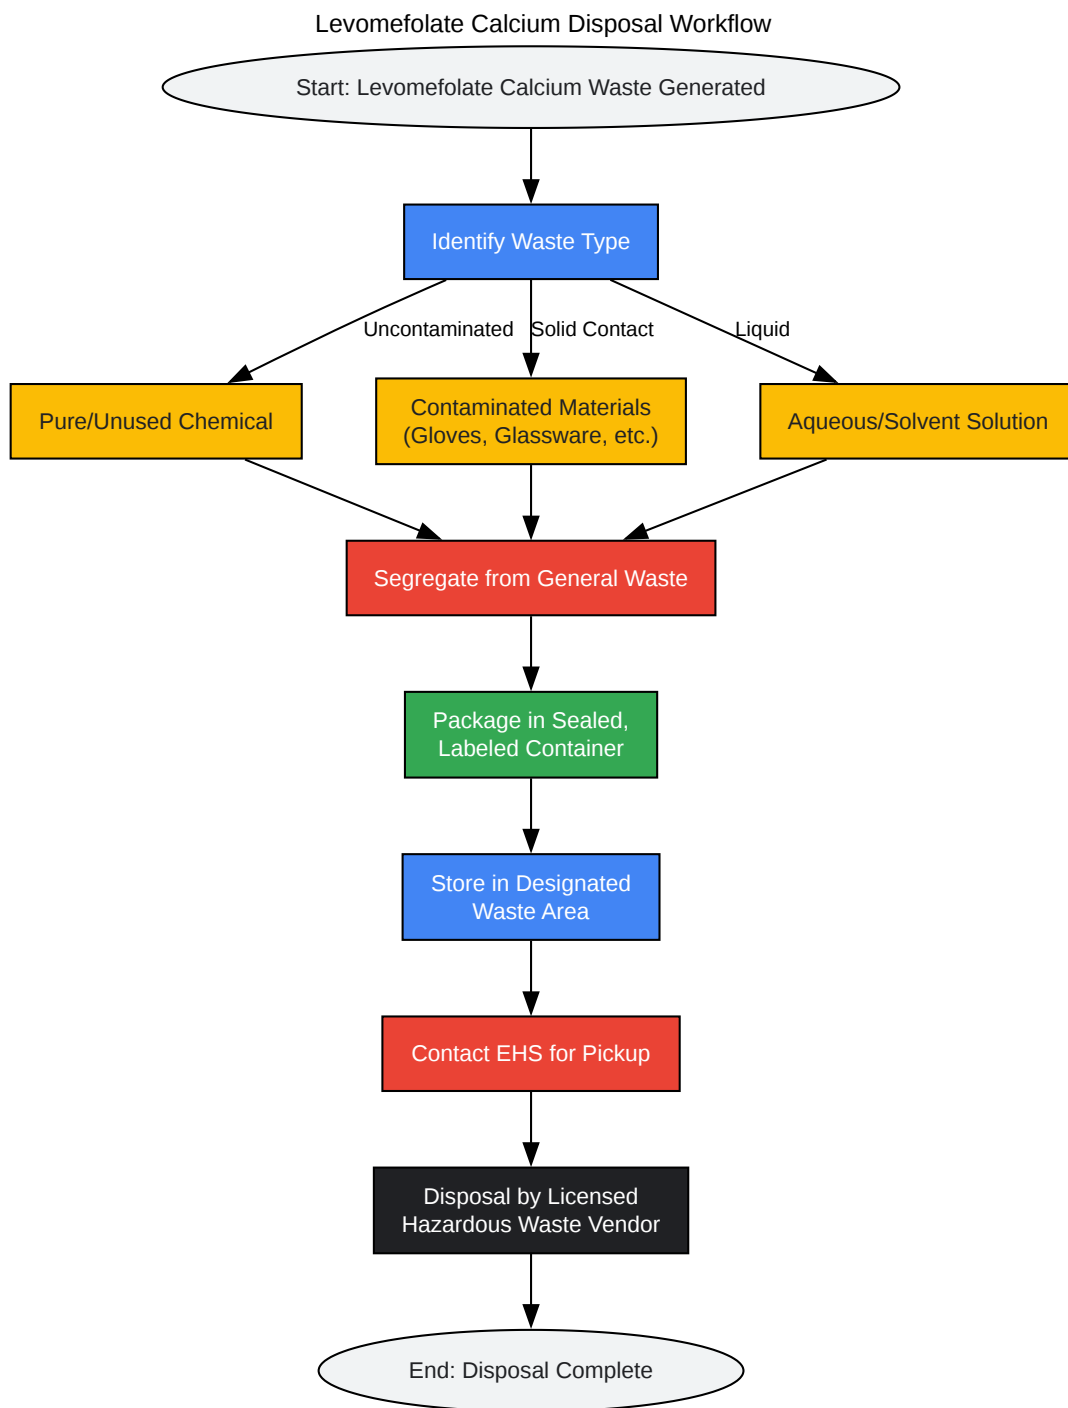 Levomefolate Calcium Disposal Workflow
Start: Levomefolate Calcium Waste Generated
Identify Waste Type
Uncontaminated
Solid Contact
Liquid
Pure/Unused Chemical
Contaminated Materials
(Gloves, Glassware, etc.)
Aqueous/Solvent Solution
Segregate from General Waste
Package in Sealed,
Labeled Container
Store in Designated
Waste Area
Contact EHS for Pickup
Disposal by Licensed
Hazardous Waste Vendor
End: Disposal Complete